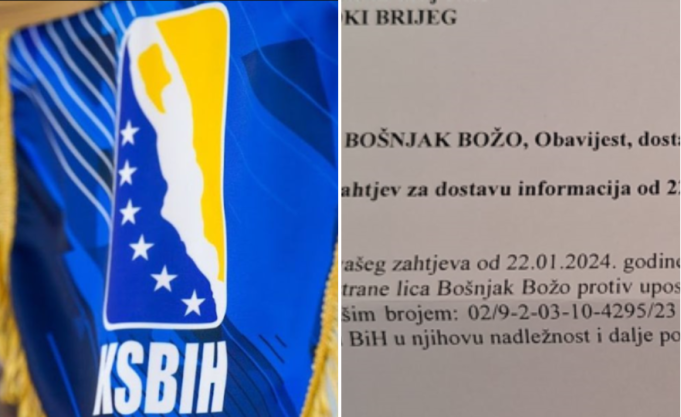 KSBIH
KI BRIJEG
BOŠNJAK BOŽO, Obavijest, dosta
ahtjev za dostavu informacija od 2
ašeg zahtjeva od 22.01.2024. godine
trane lica Bošnjak Božo protiv upos
šim brojem: 02/9-2-03-10-4295/23
BiH u njihovu nadležnost i dalje po